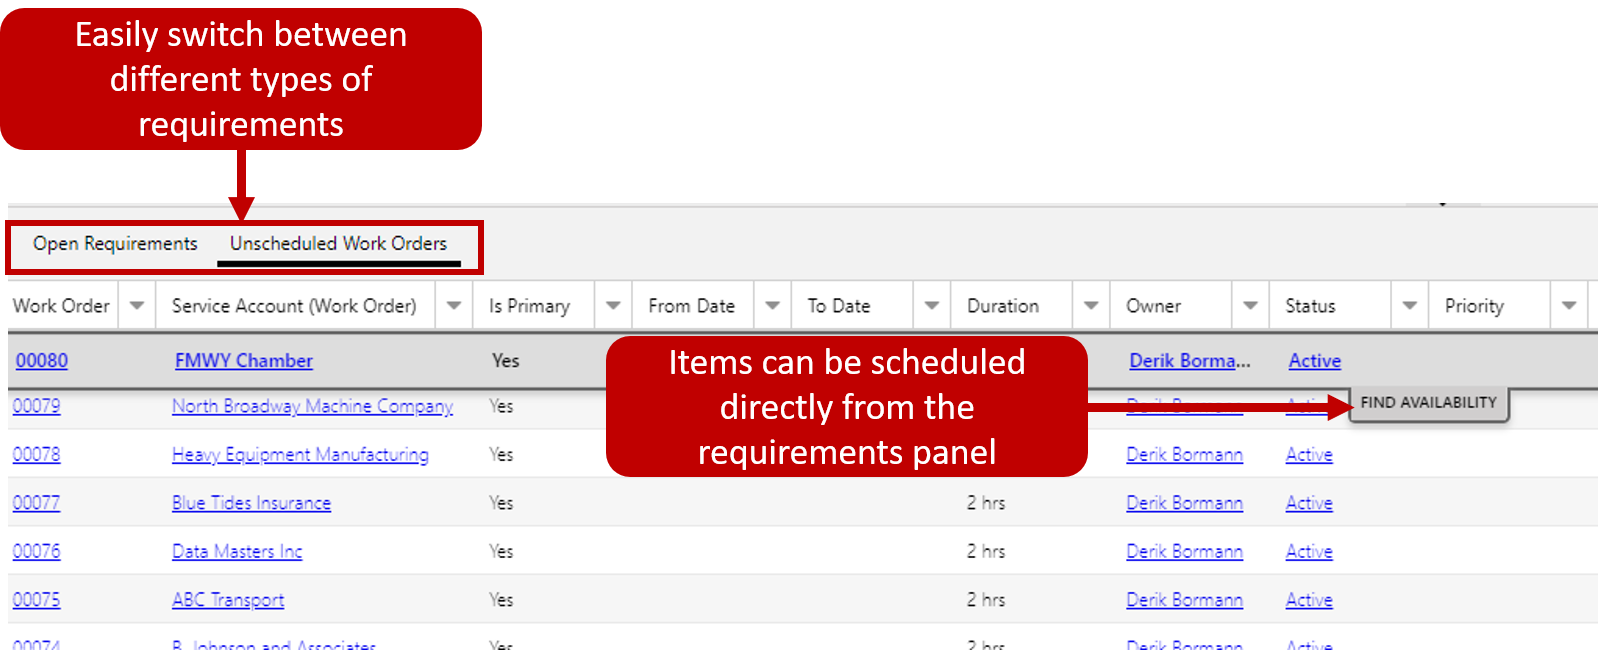 Easily switch between
different types of
requirements
Open Requirements Unscheduled Work Orders
Work Order Service Account (Work Order) Is Primary From Date To Date Duration Owner Status Priority
00080 FMWY Chamber Yes Derik Borma... Active
Items can be scheduled
directly from the
requirements panel
00079 North Broadway Machine Company Yes Derik Bormann Active FIND AVAILABILITY
00078 Heavy Equipment Manufacturing Yes Derik Bormann Active
00077 Blue Tides Insurance Yes 2 hrs Derik Bormann Active
00076 Data Masters Inc Yes 2 hrs Derik Bormann Active
00075 ABC Transport Yes 2 hrs Derik Bormann Active
00074 B. Johnson and Associates Yes 2 hrs Derik Bormann Active